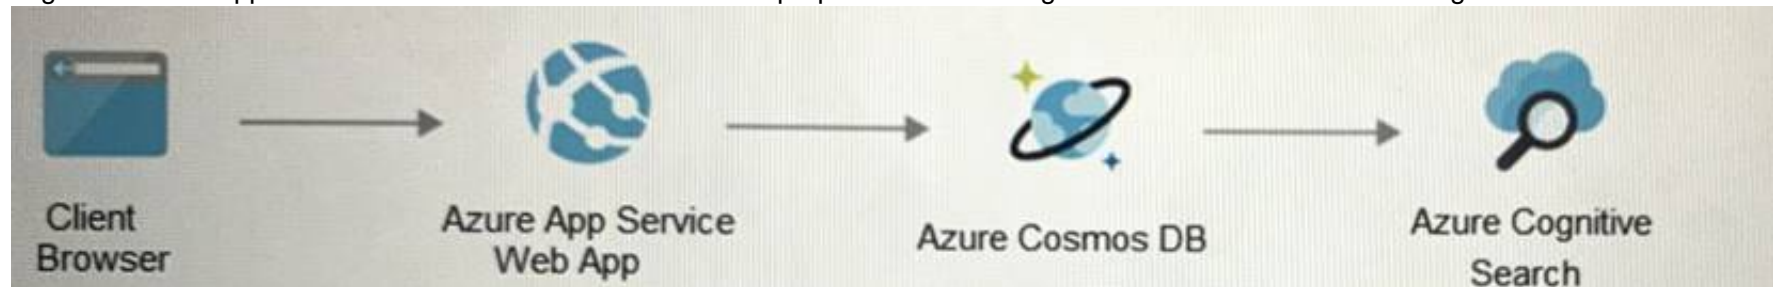 Client
Browser
Azure App Service
Web App
Azure Cosmos DB
Azure Cognitive
Search